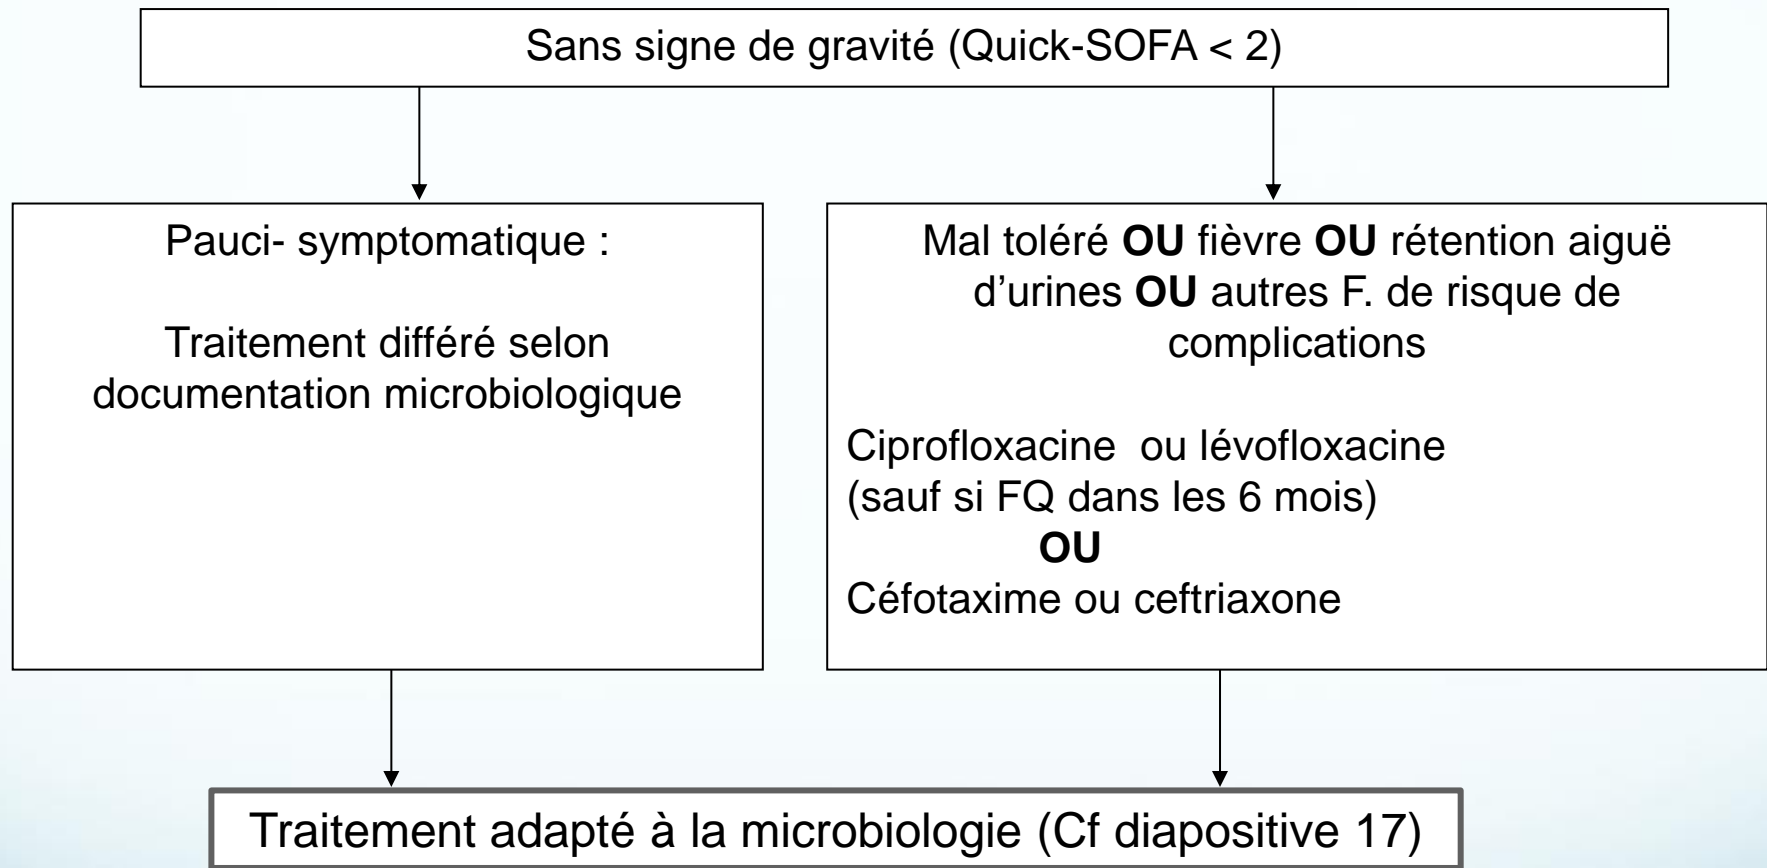 Sans signe de gravité (Quick-SOFA < 2)
Pauci- symptomatique :
Traitement différé selon
documentation microbiologique
Mal toléré OU fièvre OU rétention aiguë
d’urines OU autres F. de risque de
complications
Ciprofloxacine ou lévofloxacine
(sauf si FQ dans les 6 mois)
OU
Céfotaxime ou ceftriaxone
Traitement adapté à la microbiologie (Cf diapositive 17)